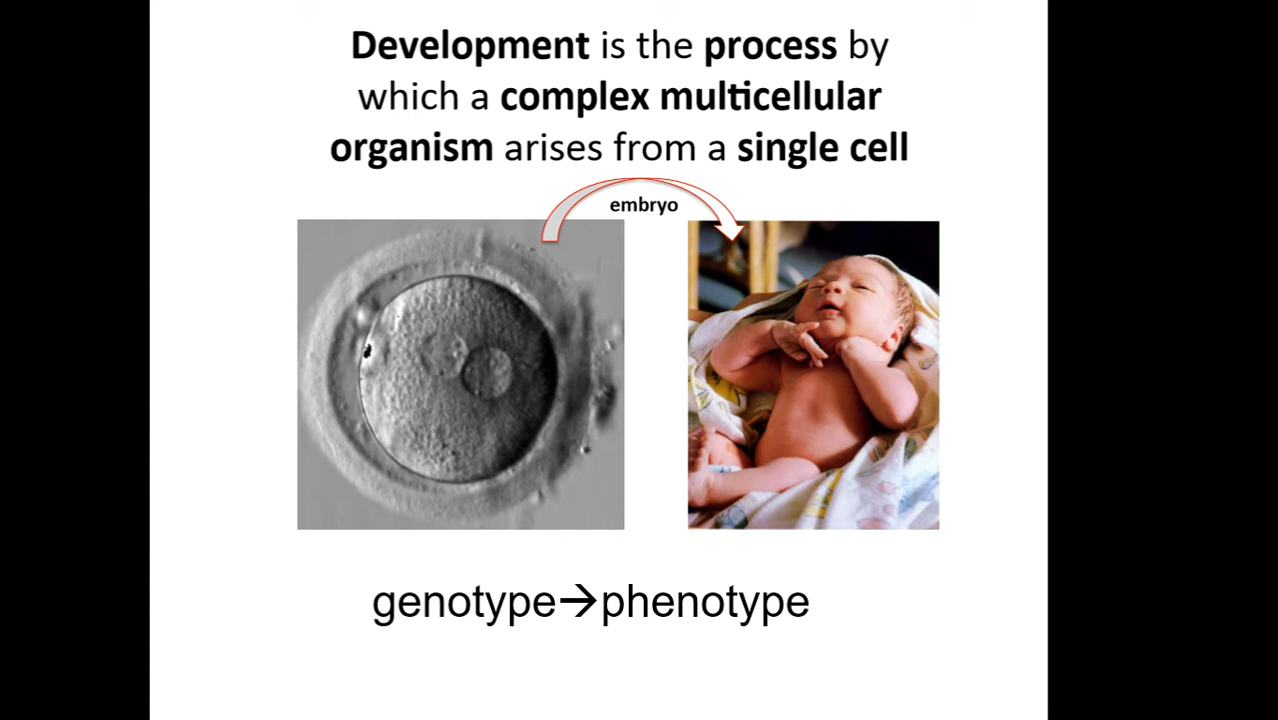 Development is the process by
which a complex multicellular
organism arises from a single cell
embryo
genotype→phenotype